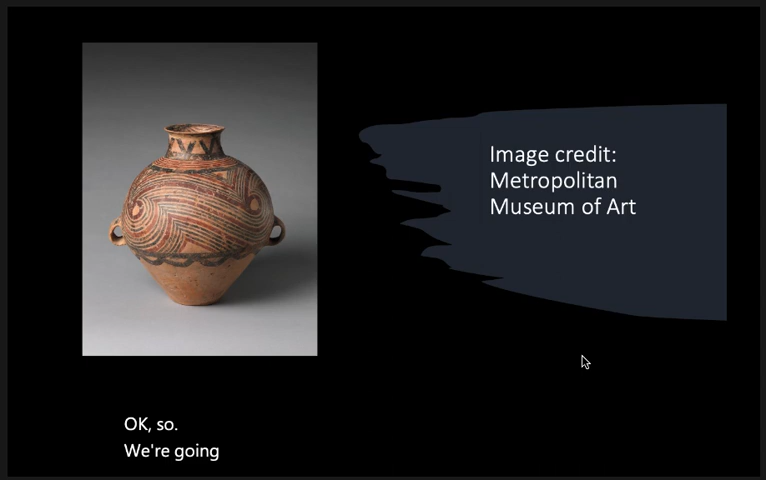 Image credit:
Metropolitan
Museum of Art
OK, so.
We're going